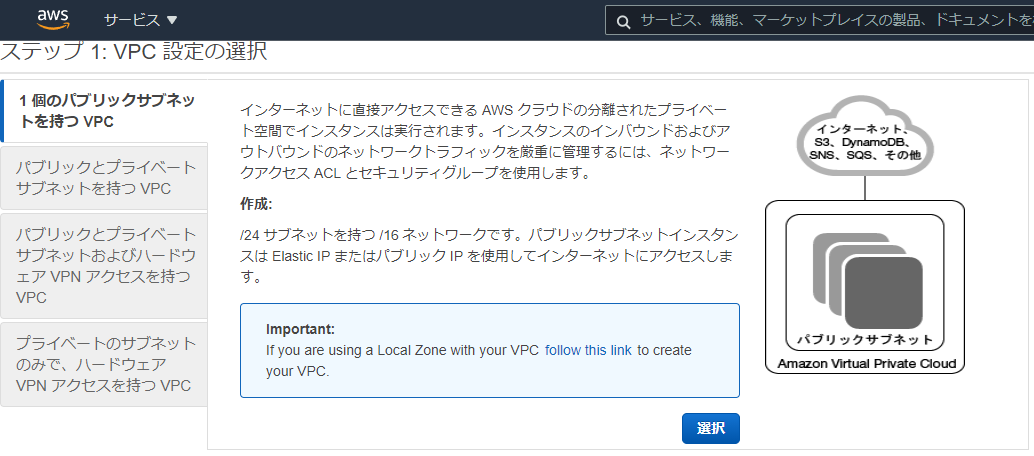 aws
サービス ▼
サービス、機能、マーケットプレイスの製品、ドキュメントを
ステップ 1: VPC 設定の選択
1 個のパブリックサブネッ
トを持つ VPC
パブリックとプライベート
サブネットを持つ VPC
パブリックとプライベート
サブネットおよびハードウ
ェア VPN アクセスを持つ
VPC
プライベートのサブネット
のみで、ハードウェア
VPN アクセスを持つ VPC
インターネットに直接アクセスできる AWS クラウドの分離されたプライベー
ト空間でインスタンスは実行されます。インスタンスのインバウンドおよびア
ウトバウンドのネットワークトラフィックを厳重に管理するには、ネットワー
クアクセス ACL とセキュリティグループを使用します。
作成:
/24 サブネットを持つ /16 ネットワークです。パブリックサブネットインスタン
スは Elastic IP またはパブリック IP を使用してインターネットにアクセスしま
す。
Important:
If you are using a Local Zone with your VPC follow this link to create
your VPC.
選択
インターネット、
S3、DynamoDB、
SNS、SQS、その他
パブリックサブネット
Amazon Virtual Private Cloud